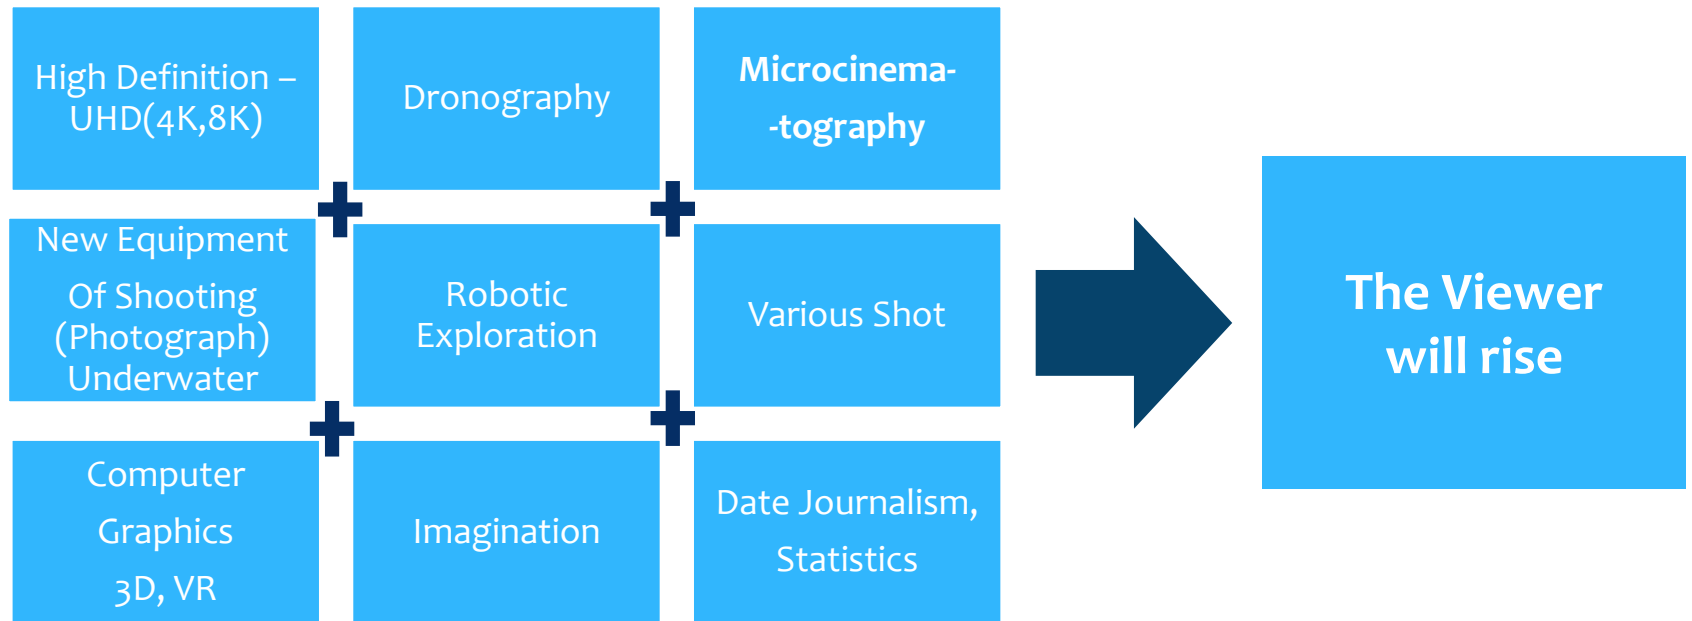 High Definition –
UHD(4K,8K)
Dronography
Microcinema-
-tography
New Equipment
Of Shooting
(Photograph)
Underwater
Robotic
Exploration
Various Shot
Computer
Graphics
3D, VR
Imagination
Date Journalism,
Statistics
The Viewer
will rise